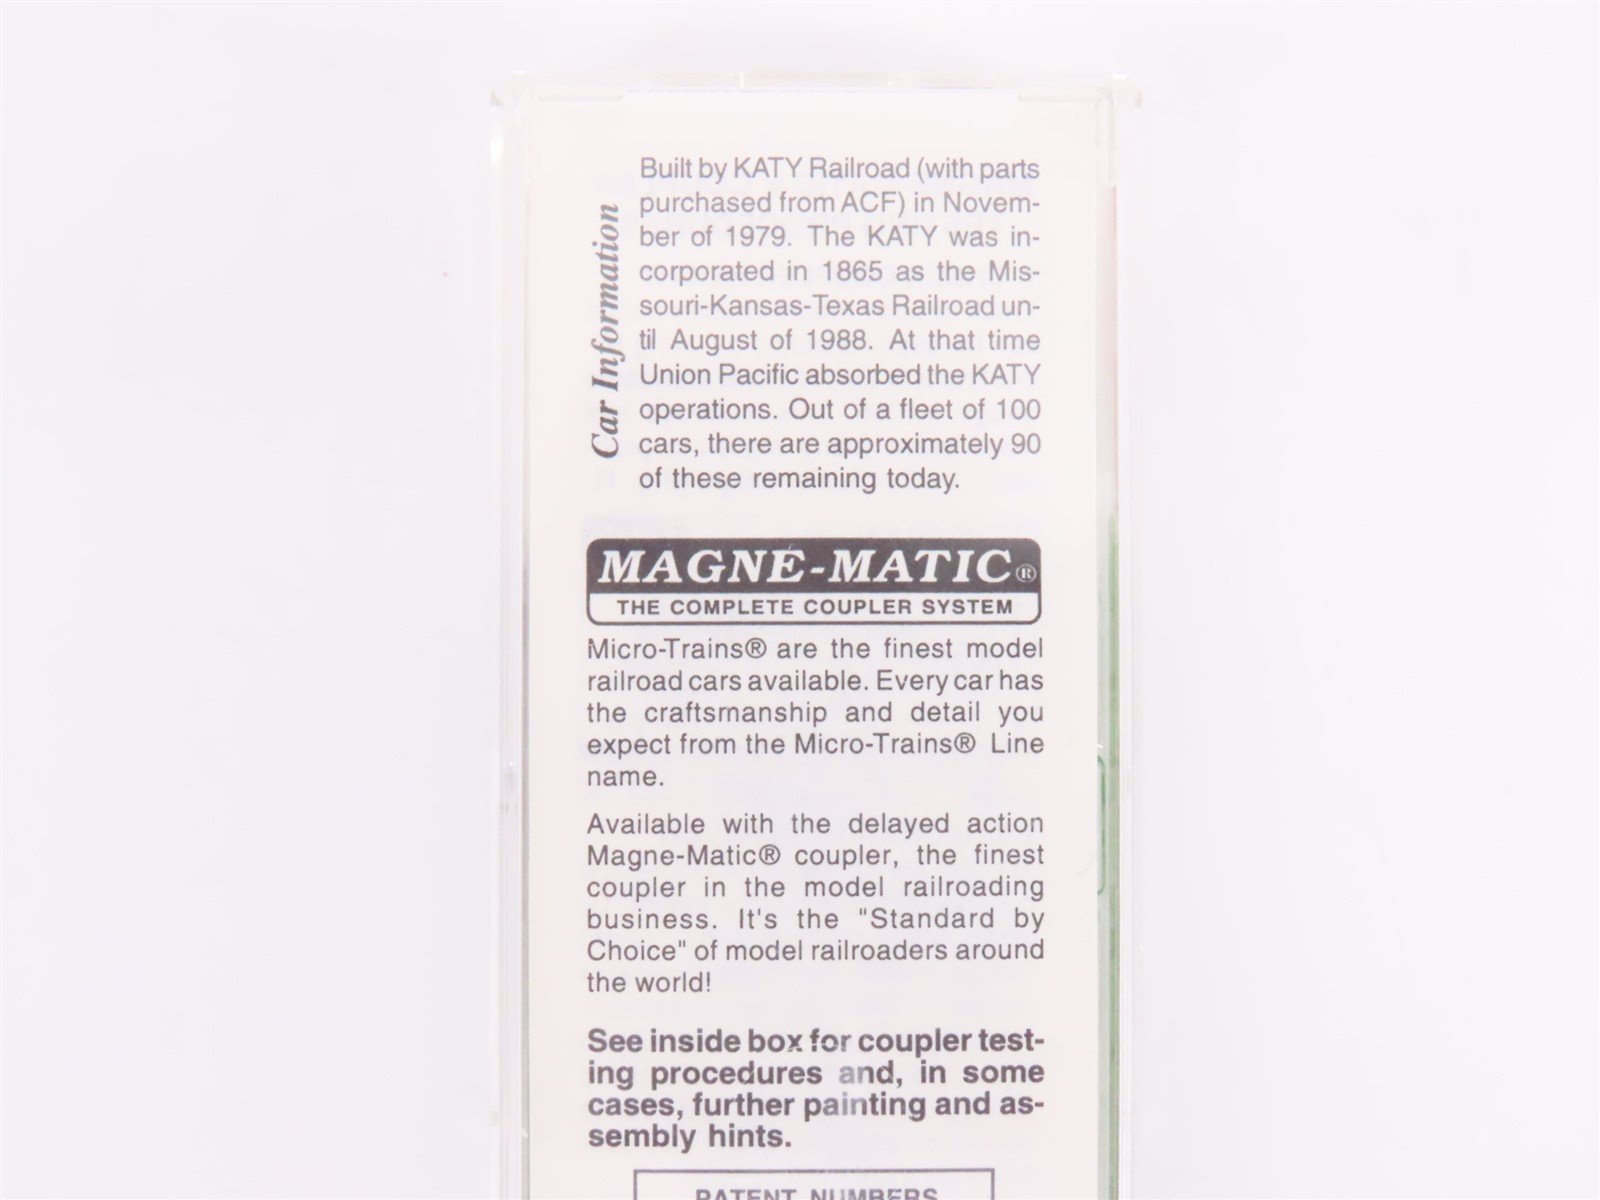 Car Information
Built by KATY Railroad (with parts
purchased from ACF) in Novem-
ber of 1979. The KATY was in-
corporated in 1865 as the Mis-
souri-Kansas-Texas Railroad un-
til August of 1988. At that time
Union Pacific absorbed the KATY
operations. Out of a fleet of 100
cars, there are approximately 90
of these remaining today.
MAGNE-MATIC®
THE COMPLETE COUPLER SYSTEM
Micro-Trains® are the finest model
railroad cars available. Every car has
the craftsmanship and detail you
expect from the Micro-Trains® Line
name.
Available with the delayed action
Magne-Matic® coupler, the finest
coupler in the model railroading
business. It's the "Standard by
Choice" of model railroaders around
the world!
See inside box for coupler test-
ing procedures and, in some
cases, further painting and as-
sembly hints.
PATENT NUMBERS